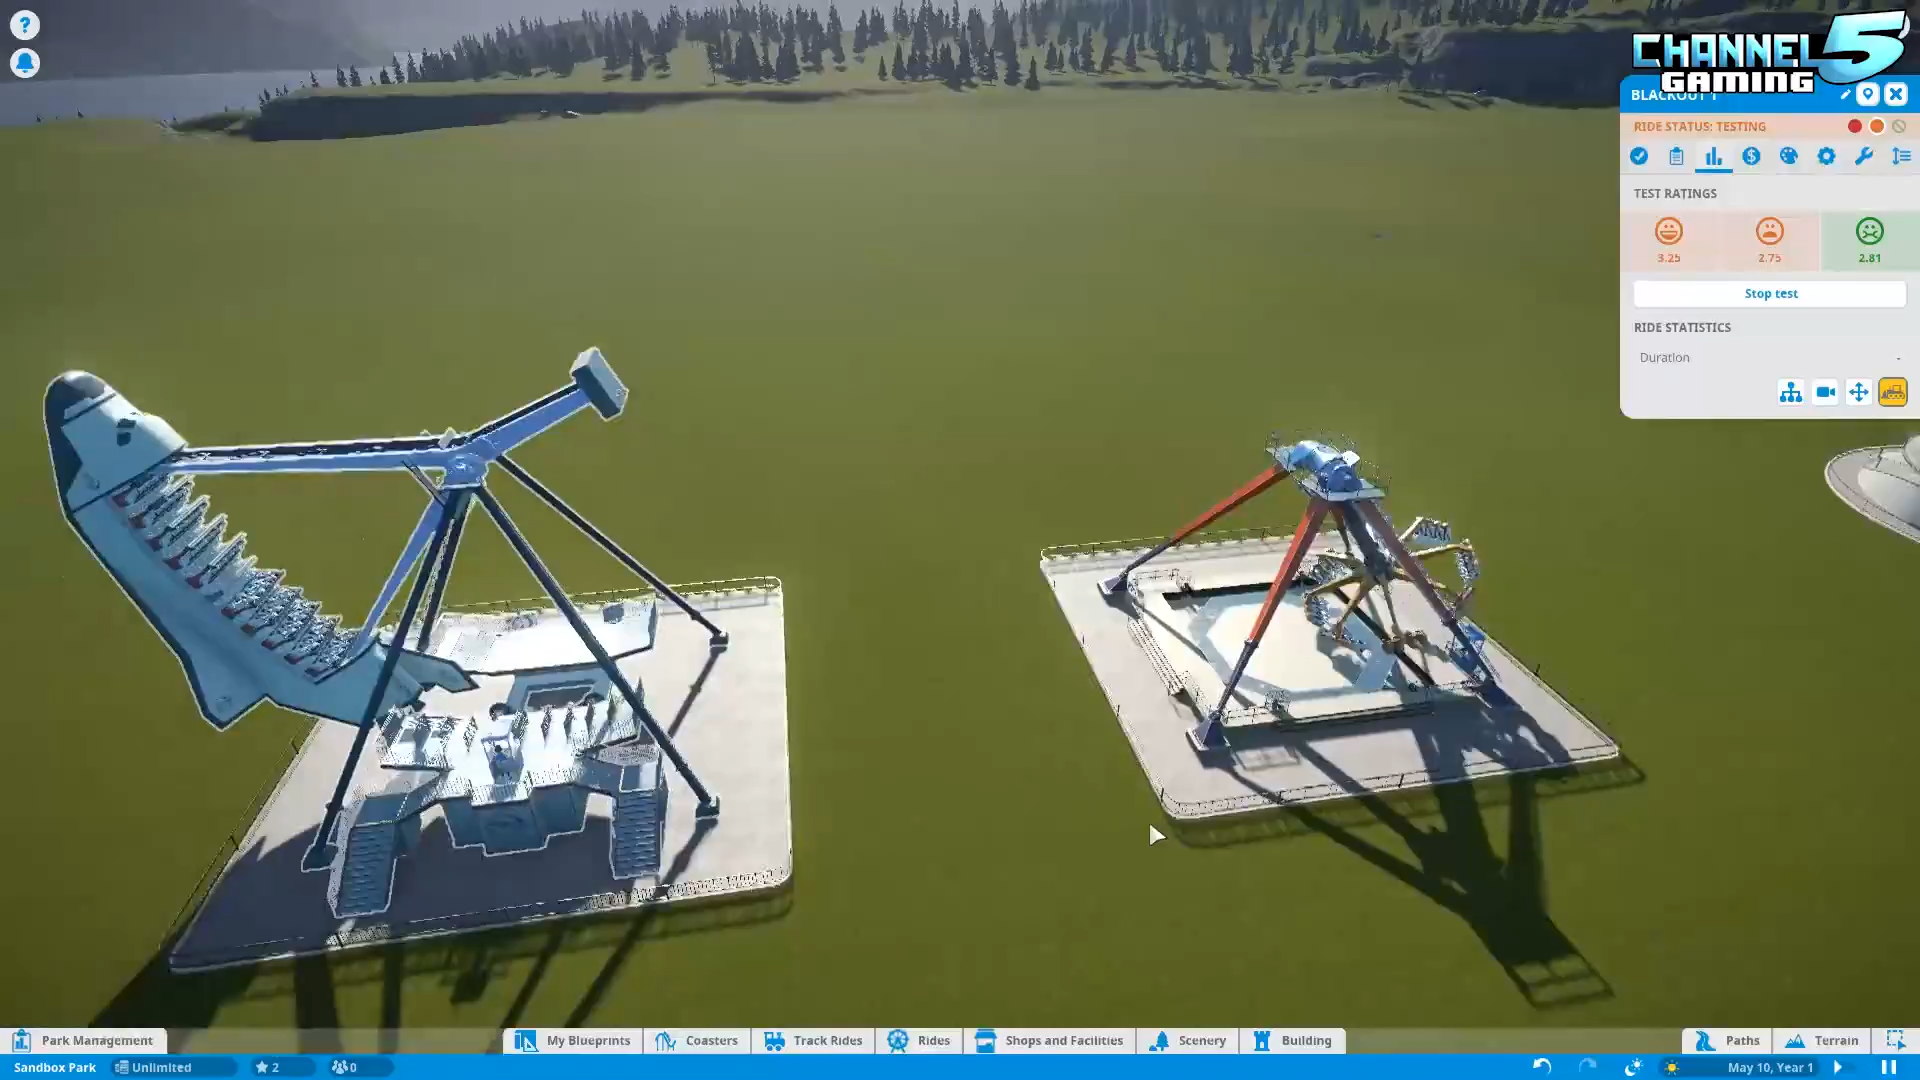 ?
CHANNEL 5
GAMING
BLACKOUT 1
RIDE STATUS: TESTING
TEST RATINGS
3.25 2.75 2.81
Stop test
RIDE STATISTICS
Duration -
Park Management My Blueprints Coasters Track Rides Rides Shops and Facilities Scenery Building Paths Terrain
Sandbox Park Unlimited 2 0 May 10, Year 1